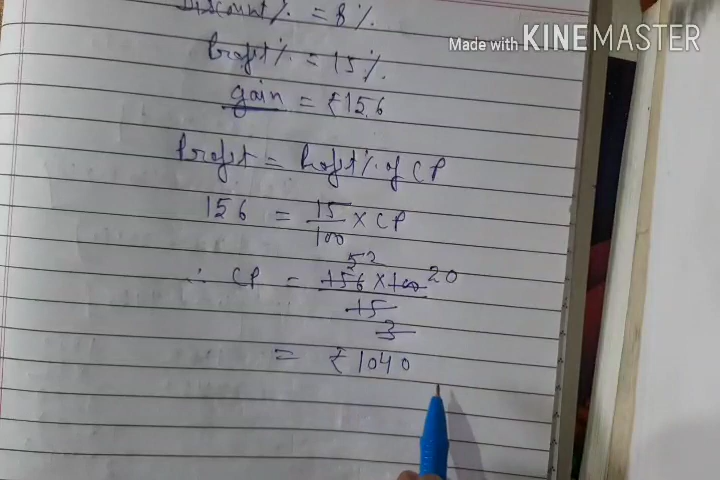 Made with KINEMASTER
Discount% = 8%
Profit% = 15%
gain = ₹156
Profit = Profit% of CP
156 = 15/100 × CP
52 20
∴ CP = 156 × 100 / 15
3
= ₹1040